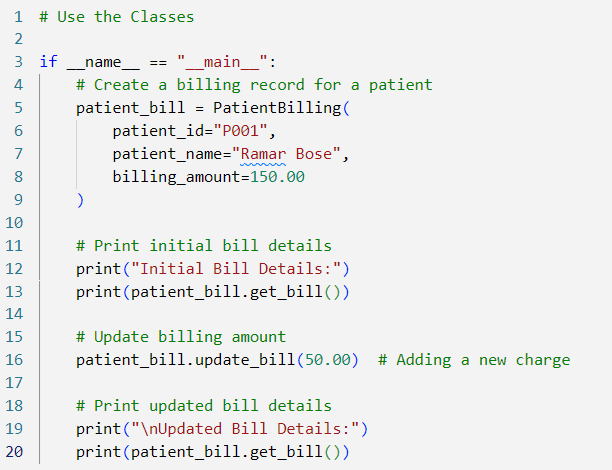 1 # Use the Classes
2
3 if __name__ == "__main__":
4     # Create a billing record for a patient
5     patient_bill = PatientBilling(
6         patient_id="P001",
7         patient_name="Ramar Bose",
8         billing_amount=150.00
9     )
10
11     # Print initial bill details
12     print("Initial Bill Details:")
13     print(patient_bill.get_bill())
14
15     # Update billing amount
16     patient_bill.update_bill(50.00)  # Adding a new charge
17
18     # Print updated bill details
19     print("\nUpdated Bill Details:")
20     print(patient_bill.get_bill())